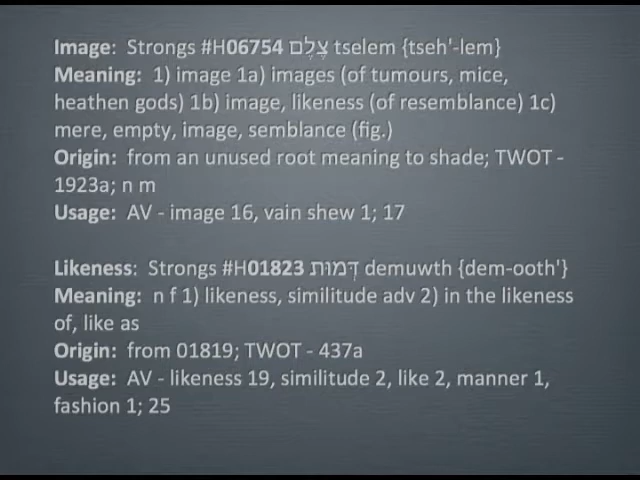 Image: Strongs #H06754 צֶלֶם tselem {tseh'-lem}
Meaning: 1) image 1a) images (of tumours, mice,
heathen gods) 1b) image, likeness (of resemblance) 1c)
mere, empty, image, semblance (fig.)
Origin: from an unused root meaning to shade; TWOT -
1923a; n m
Usage: AV - image 16, vain shew 1; 17
Likeness: Strongs #H01823 דְּמוּת demuwth {dem-ooth'}
Meaning: n f 1) likeness, similitude adv 2) in the likeness
of, like as
Origin: from 01819; TWOT - 437a
Usage: AV - likeness 19, similitude 2, like 2, manner 1,
fashion 1; 25